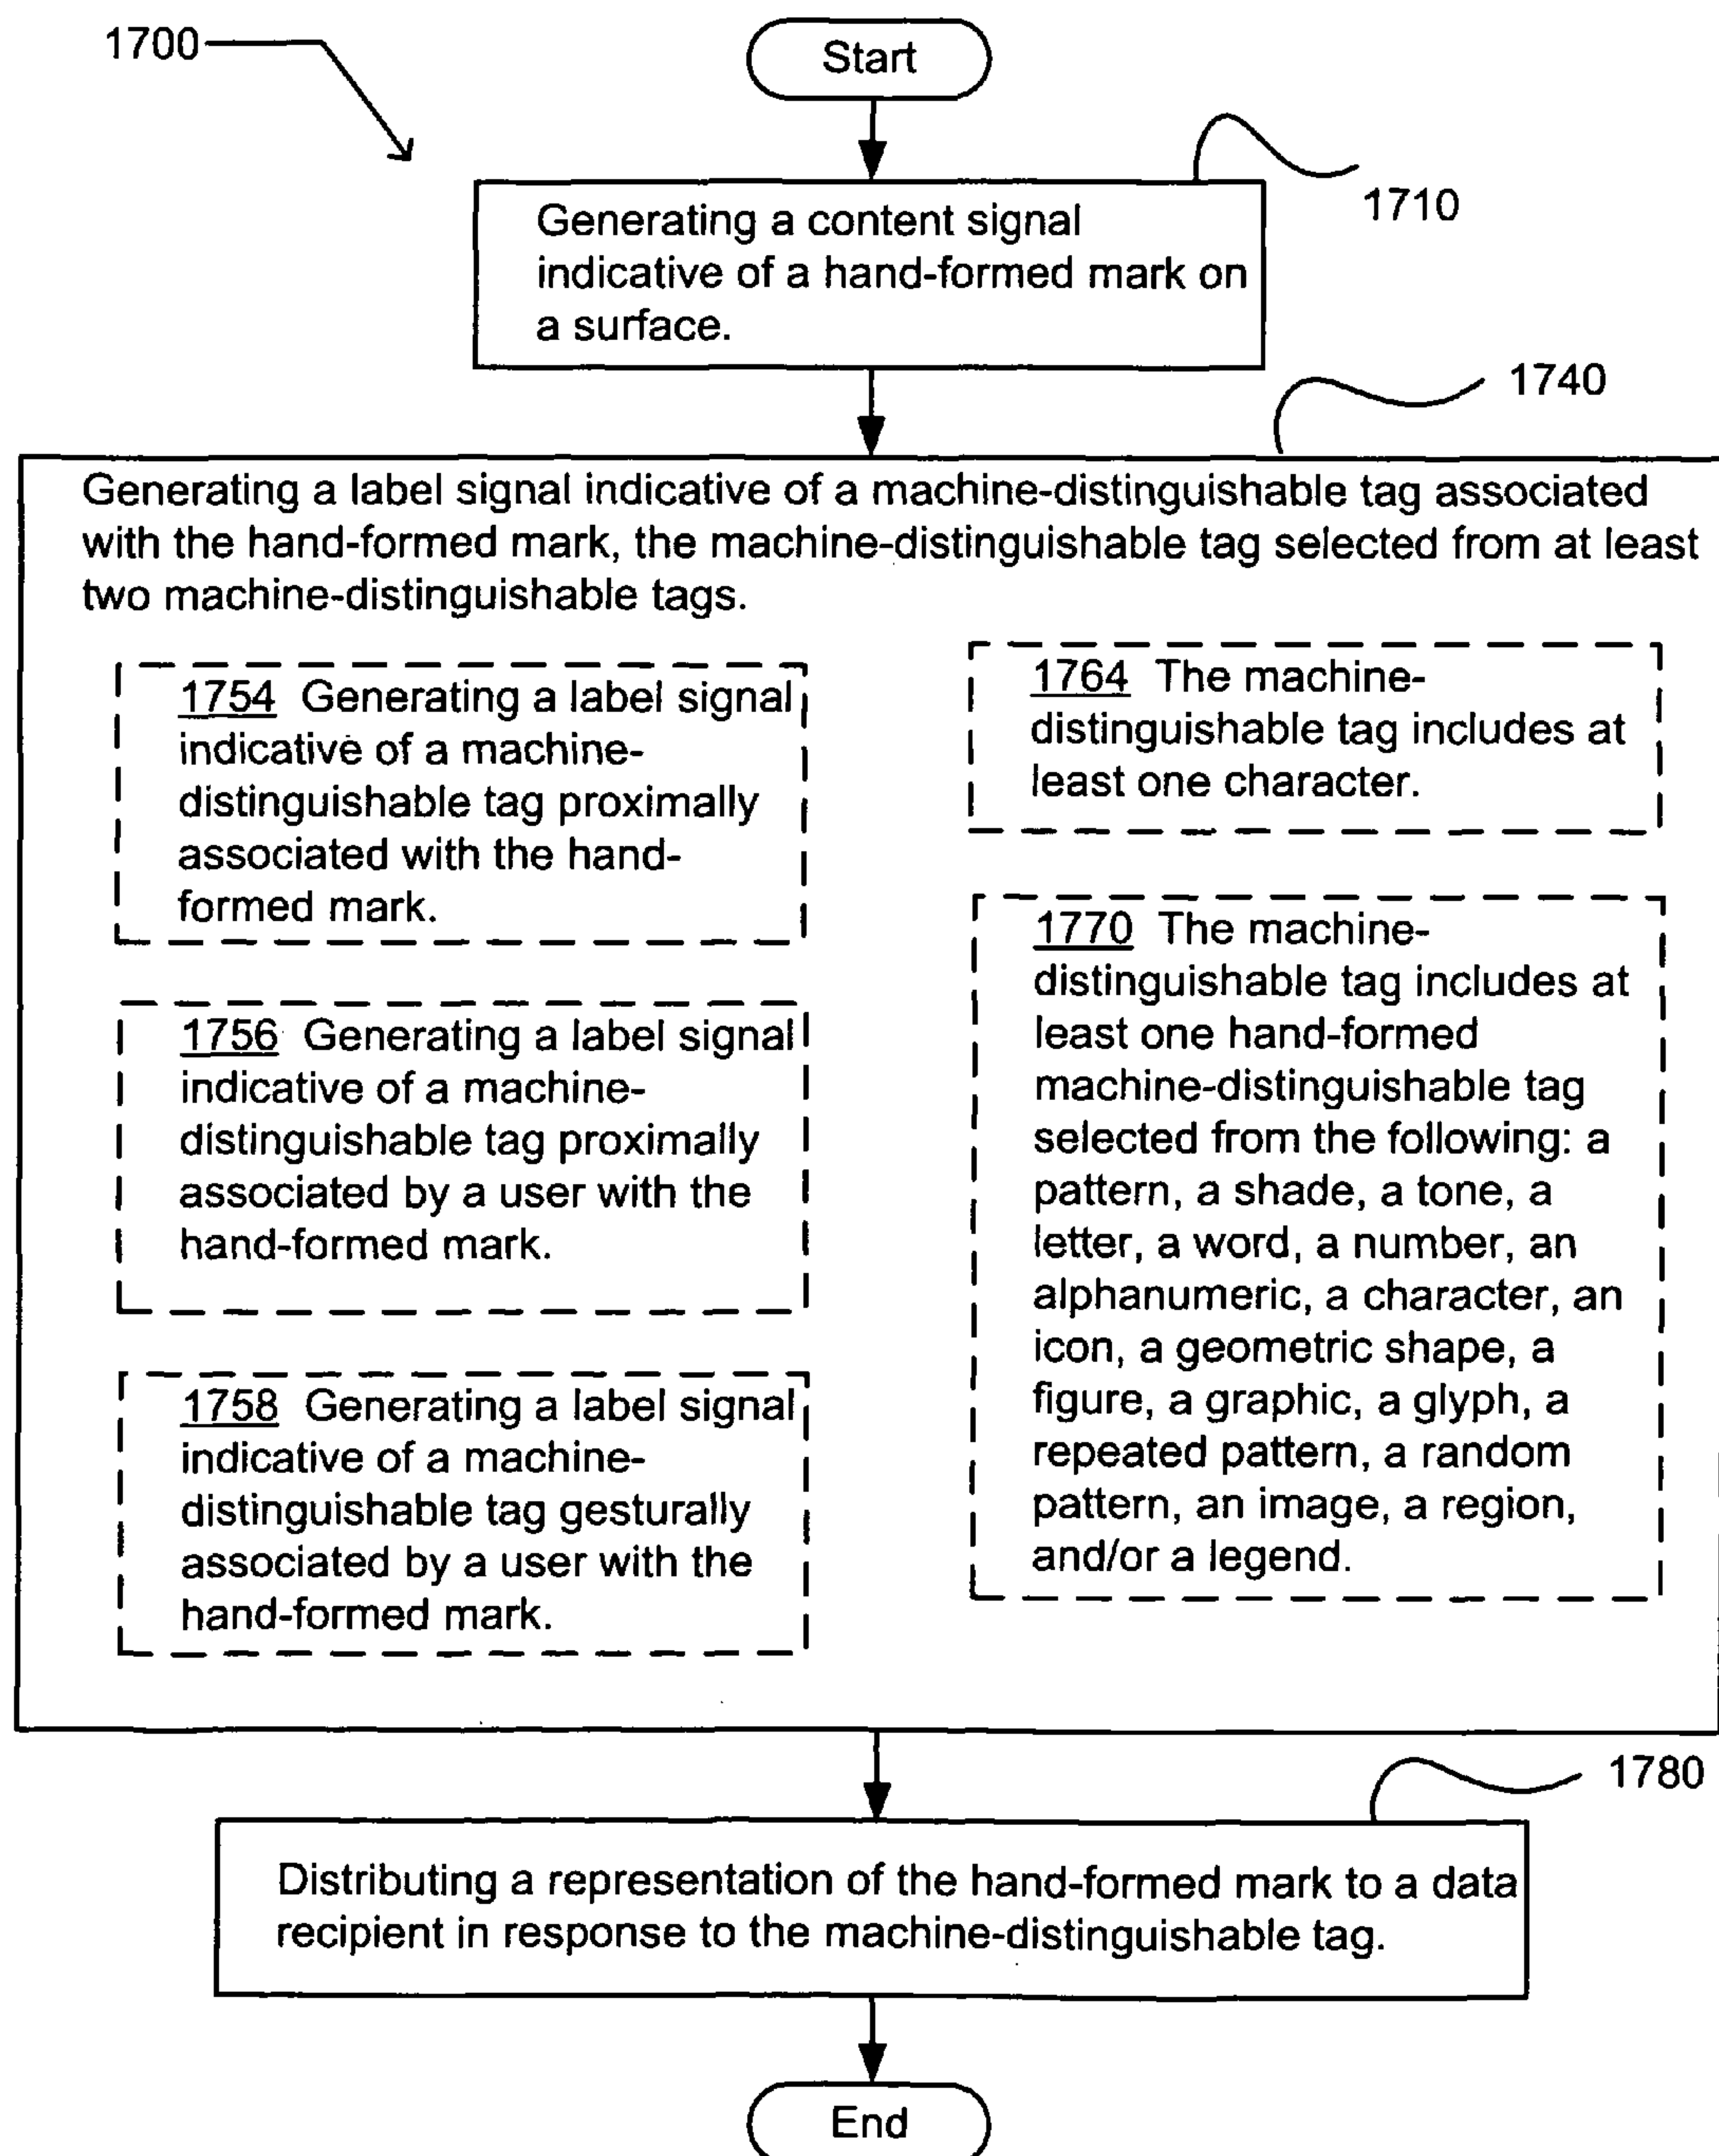 1700
Start
1710
Generating a content signal
indicative of a hand-formed mark on
a surface.
1740
Generating a label signal indicative of a machine-distinguishable tag associated
with the hand-formed mark, the machine-distinguishable tag selected from at least
two machine-distinguishable tags.
1754 Generating a label signal
indicative of a machine-
distinguishable tag proximally
associated with the hand-
formed mark.
1756 Generating a label signal
indicative of a machine-
distinguishable tag proximally
associated by a user with the
hand-formed mark.
1758 Generating a label signal
indicative of a machine-
distinguishable tag gesturally
associated by a user with the
hand-formed mark.
1764 The machine-
distinguishable tag includes at
least one character.
1770 The machine-
distinguishable tag includes at
least one hand-formed
machine-distinguishable tag
selected from the following: a
pattern, a shade, a tone, a
letter, a word, a number, an
alphanumeric, a character, an
icon, a geometric shape, a
figure, a graphic, a glyph, a
repeated pattern, a random
pattern, an image, a region,
and/or a legend.
1780
Distributing a representation of the hand-formed mark to a data
recipient in response to the machine-distinguishable tag.
End